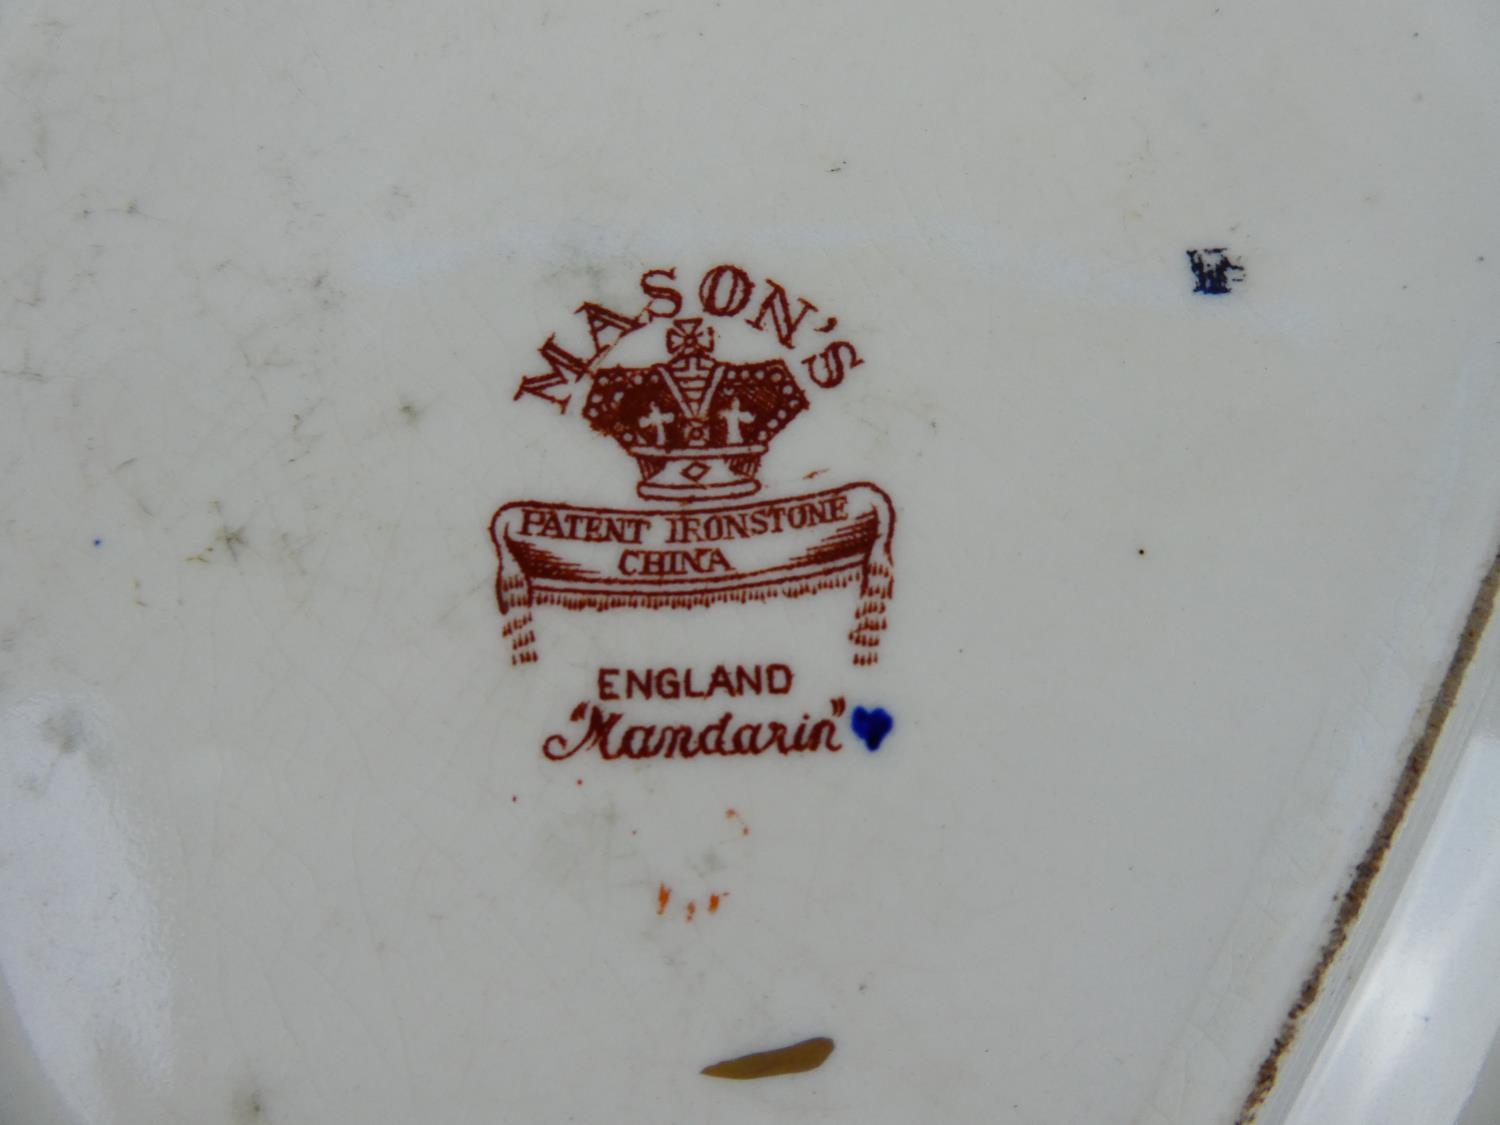 MASON'S
PATENT IRONSTONE
CHINA
ENGLAND
"Mandarin"